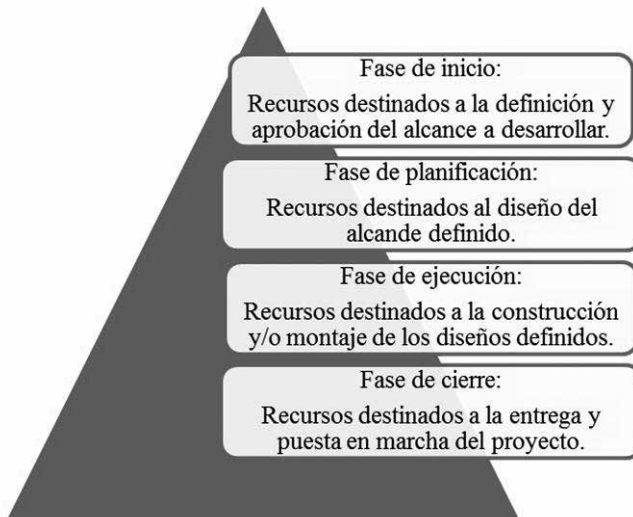 Fase de inicio:
Recursos destinados a la definición y
aprobación del alcance a desarrollar.
Fase de planificación:
Recursos destinados al diseño del
alcande definido.
Fase de ejecución:
Recursos destinados a la construcción
y/o montaje de los diseños definidos.
Fase de cierre:
Recursos destinados a la entrega y
puesta en marcha del proyecto.